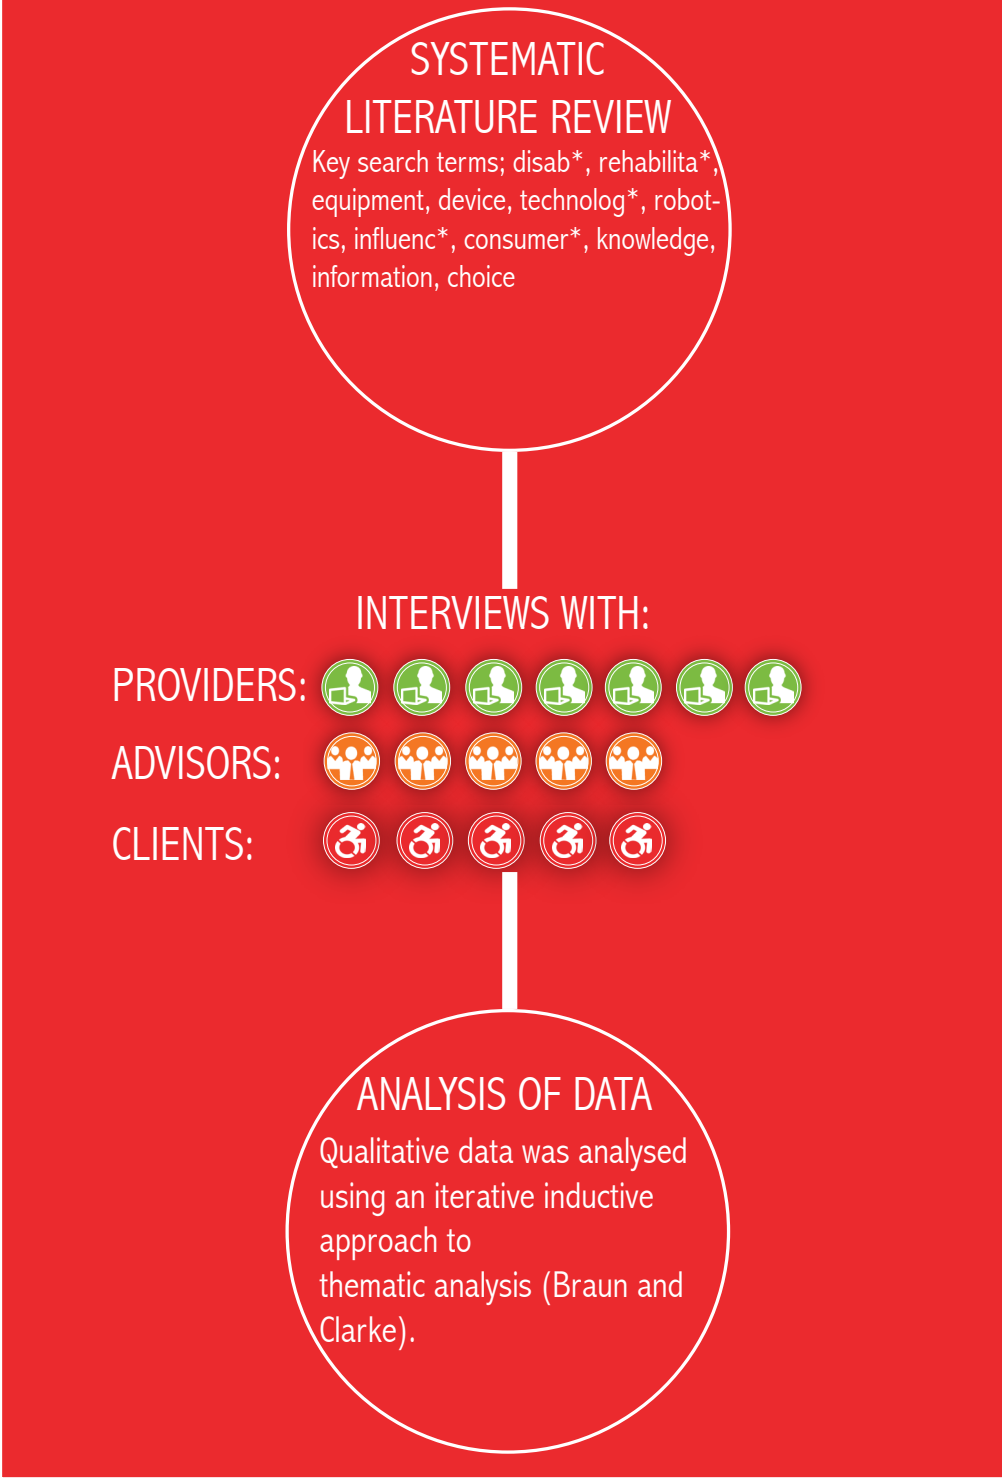 SYSTEMATIC
LITERATURE REVIEW
Key search terms; disab*, rehabilita*,
equipment, device, technolog*, robot-
ics, influenc*, consumer*, knowledge,
information, choice
INTERVIEWS WITH:
PROVIDERS:
ADVISORS:
CLIENTS:
ANALYSIS OF DATA
Qualitative data was analysed
using an iterative inductive
approach to
thematic analysis (Braun and
Clarke).